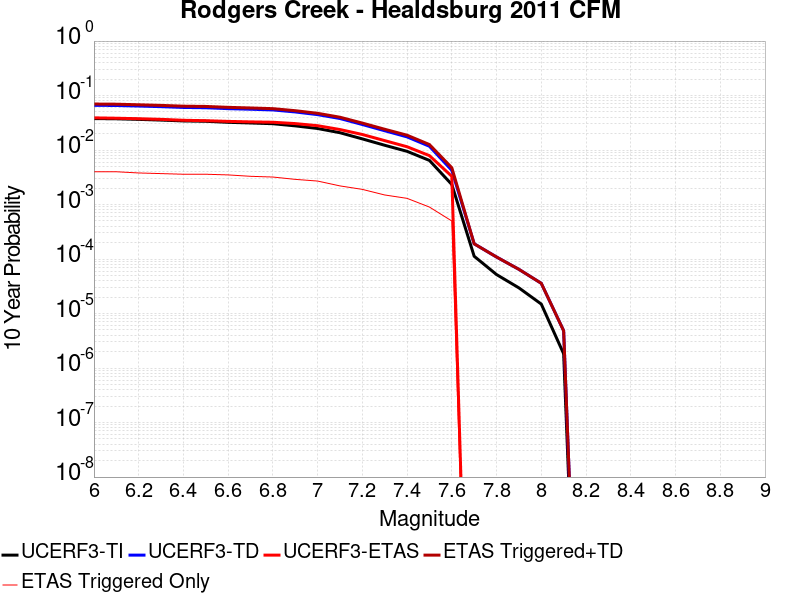 Rodgers Creek - Healdsburg 2011 CFM
10 Year Probability
10^0
10^-1
10^-2
10^-3
10^-4
10^-5
10^-6
10^-7
10^-8
6 6.2 6.4 6.6 6.8 7 7.2 7.4 7.6 7.8 8 8.2 8.4 8.6 8.8 9
Magnitude
UCERF3-TI UCERF3-TD UCERF3-ETAS ETAS Triggered+TD
ETAS Triggered Only